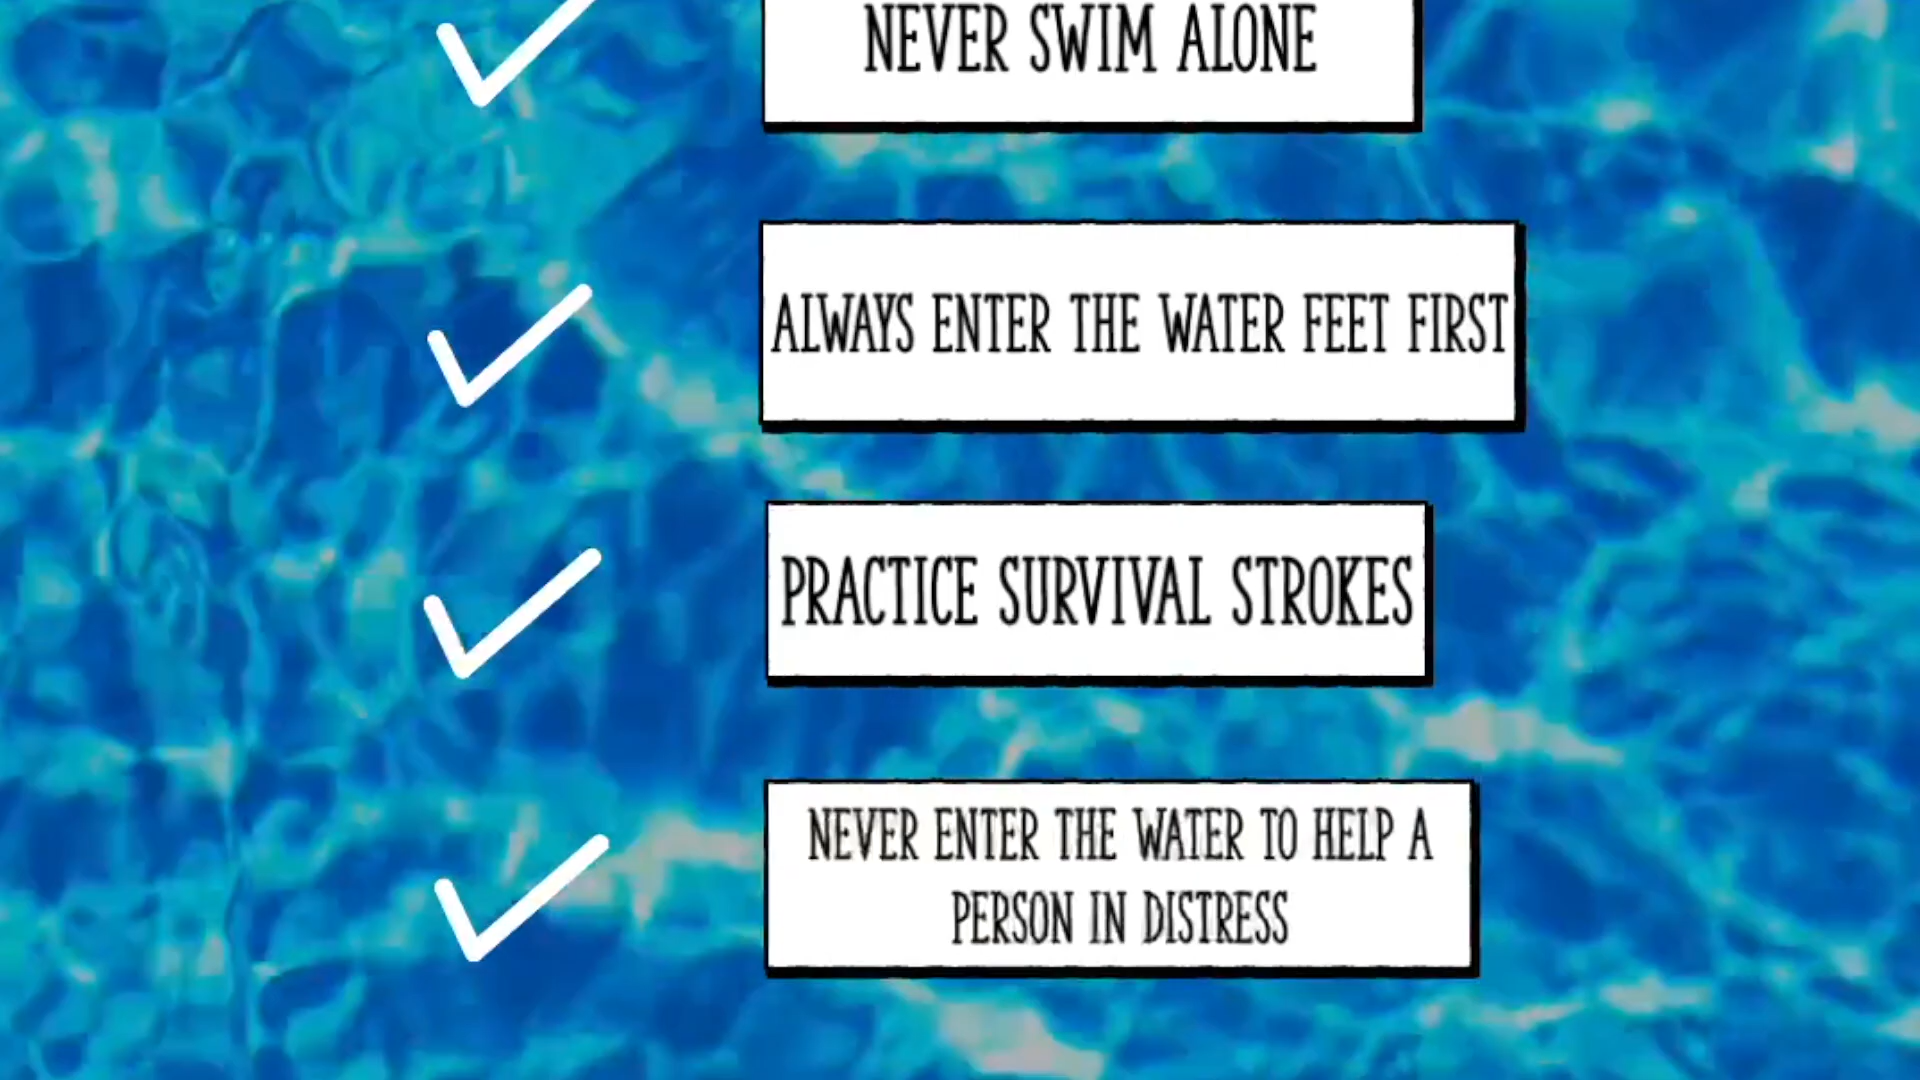 NEVER SWIM ALONE
ALWAYS ENTER THE WATER FEET FIRST
PRACTICE SURVIVAL STROKES
NEVER ENTER THE WATER TO HELP A
PERSON IN DISTRESS